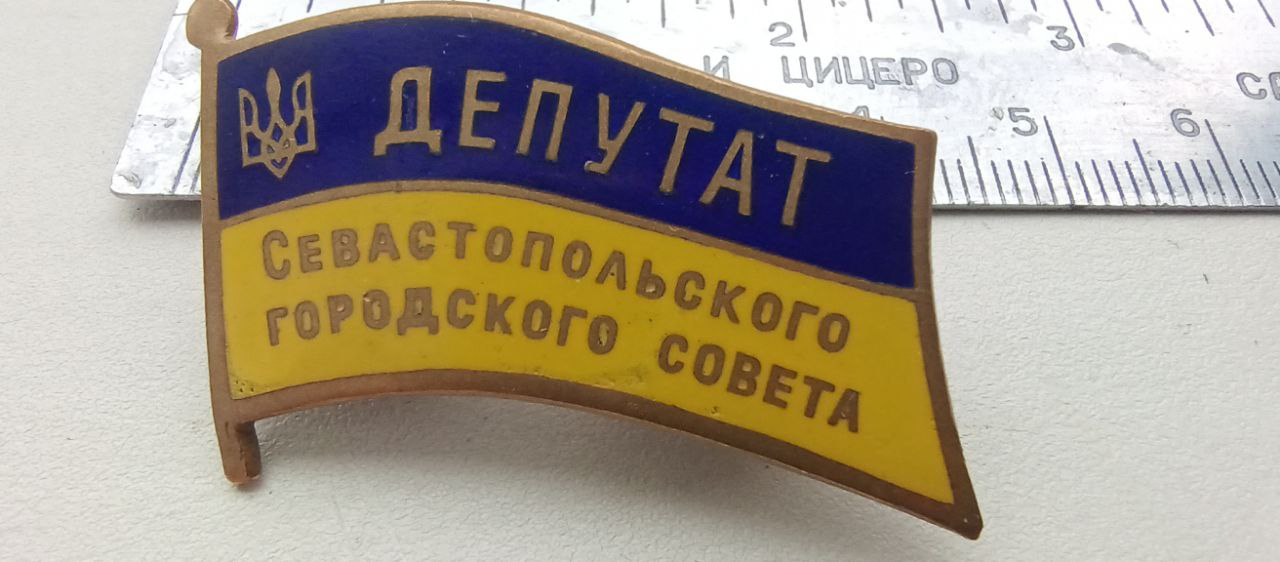 ДЕПУТАТ
СЕВАСТОПОЛЬСКОГО
ГОРОДСКОГО СОВЕТА
2 3
И ЦИЦЕРО
5 6